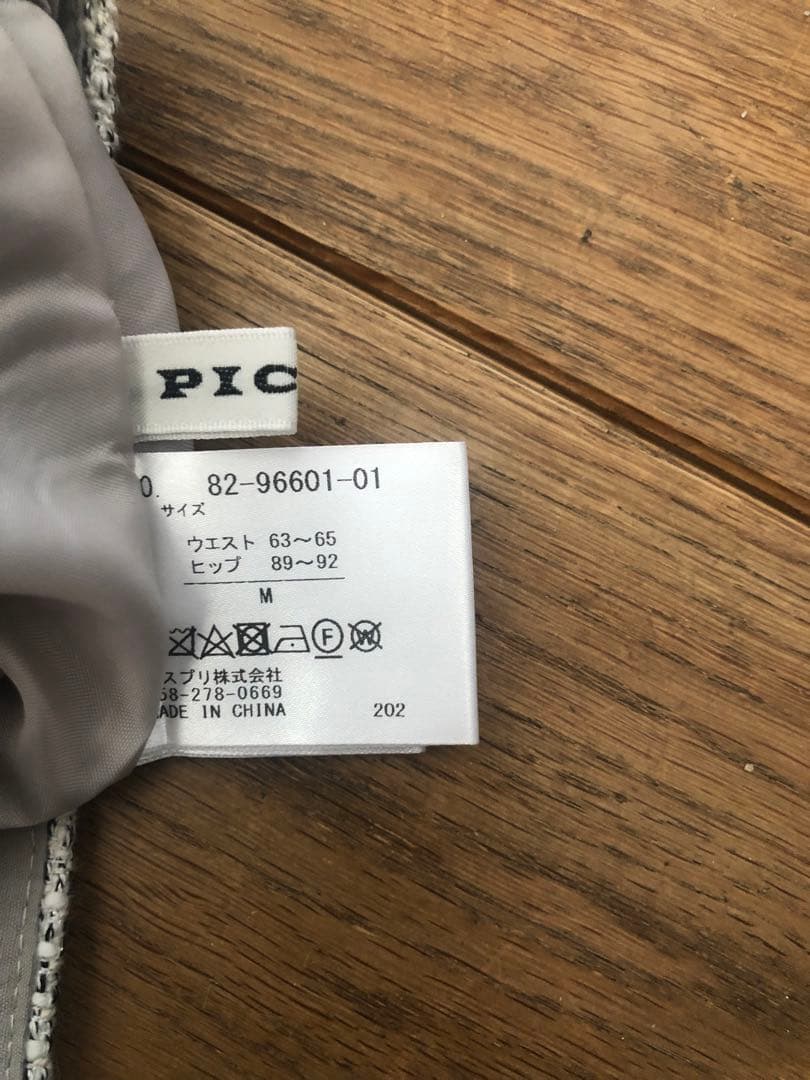 PIC
0. 82-96601-01
サイズ
ウエスト 63～65
ヒップ 89～92
M
F W
スプリ株式会社
58-278-0669
ADE IN CHINA 202